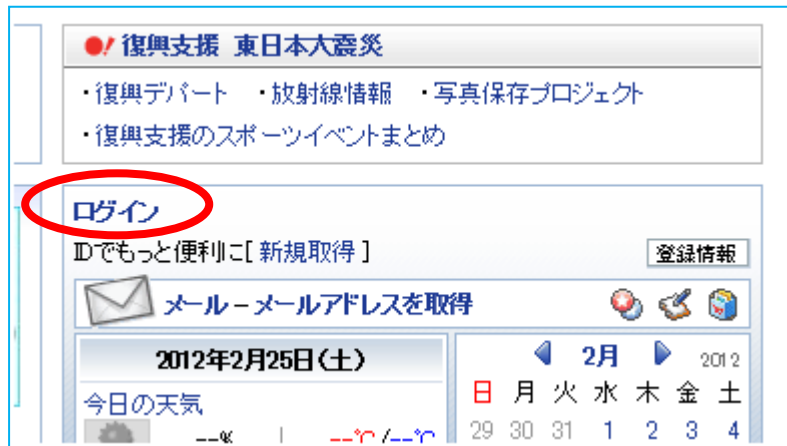 復興支援 東日本大震災
・復興デパート ・放射線情報 ・写真保存プロジェクト
・復興支援のスポーツイベントまとめ
ログイン
IDでもっと便利に[ 新規取得 ]
登録情報
メール – メールアドレスを取得
2012年2月25日(土)
2月 2012
日 月 火 水 木 金 土
今日の天気
29 30 31 1 2 3 4
--% | --℃/--℃